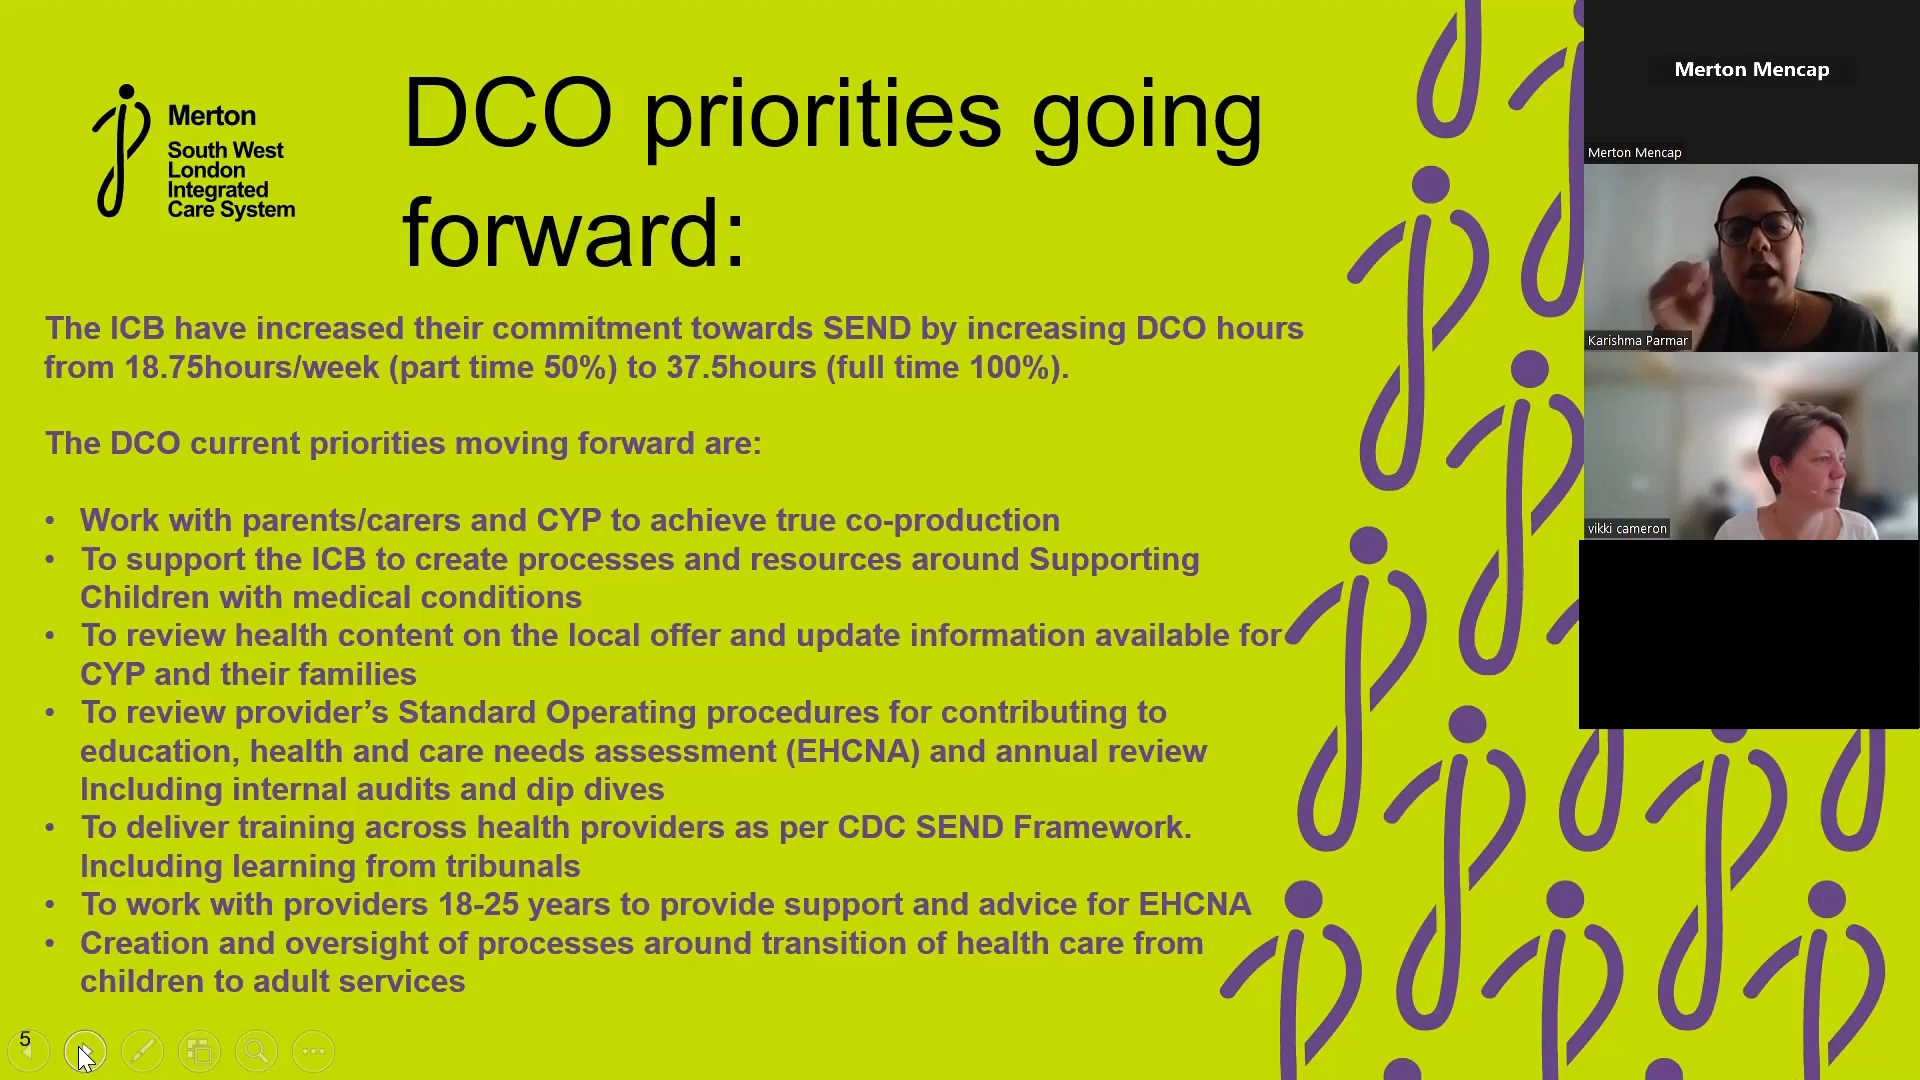 Merton
South West
London
Integrated
Care System
DCO priorities going
forward:
The ICB have increased their commitment towards SEND by increasing DCO hours
from 18.75hours/week (part time 50%) to 37.5hours (full time 100%).
The DCO current priorities moving forward are:
• Work with parents/carers and CYP to achieve true co-production
• To support the ICB to create processes and resources around Supporting
Children with medical conditions
• To review health content on the local offer and update information available for
CYP and their families
• To review provider’s Standard Operating procedures for contributing to
education, health and care needs assessment (EHCNA) and annual review
Including internal audits and dip dives
• To deliver training across health providers as per CDC SEND Framework.
Including learning from tribunals
• To work with providers 18-25 years to provide support and advice for EHCNA
• Creation and oversight of processes around transition of health care from
children to adult services
5
Merton Mencap
Merton Mencap
Karishma Parmar
vikki cameron